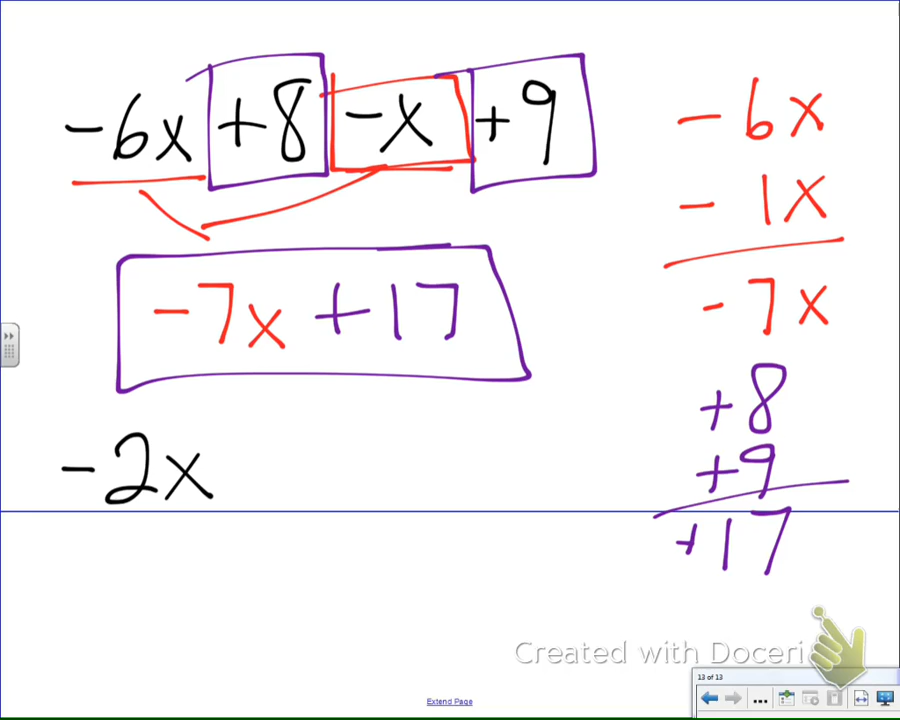 -6x +8 -x +9
-7x +17
-2x
-6x
-1x
-7x
+8
+9
+17
Created with Doceri
13 of 13
Extend Page